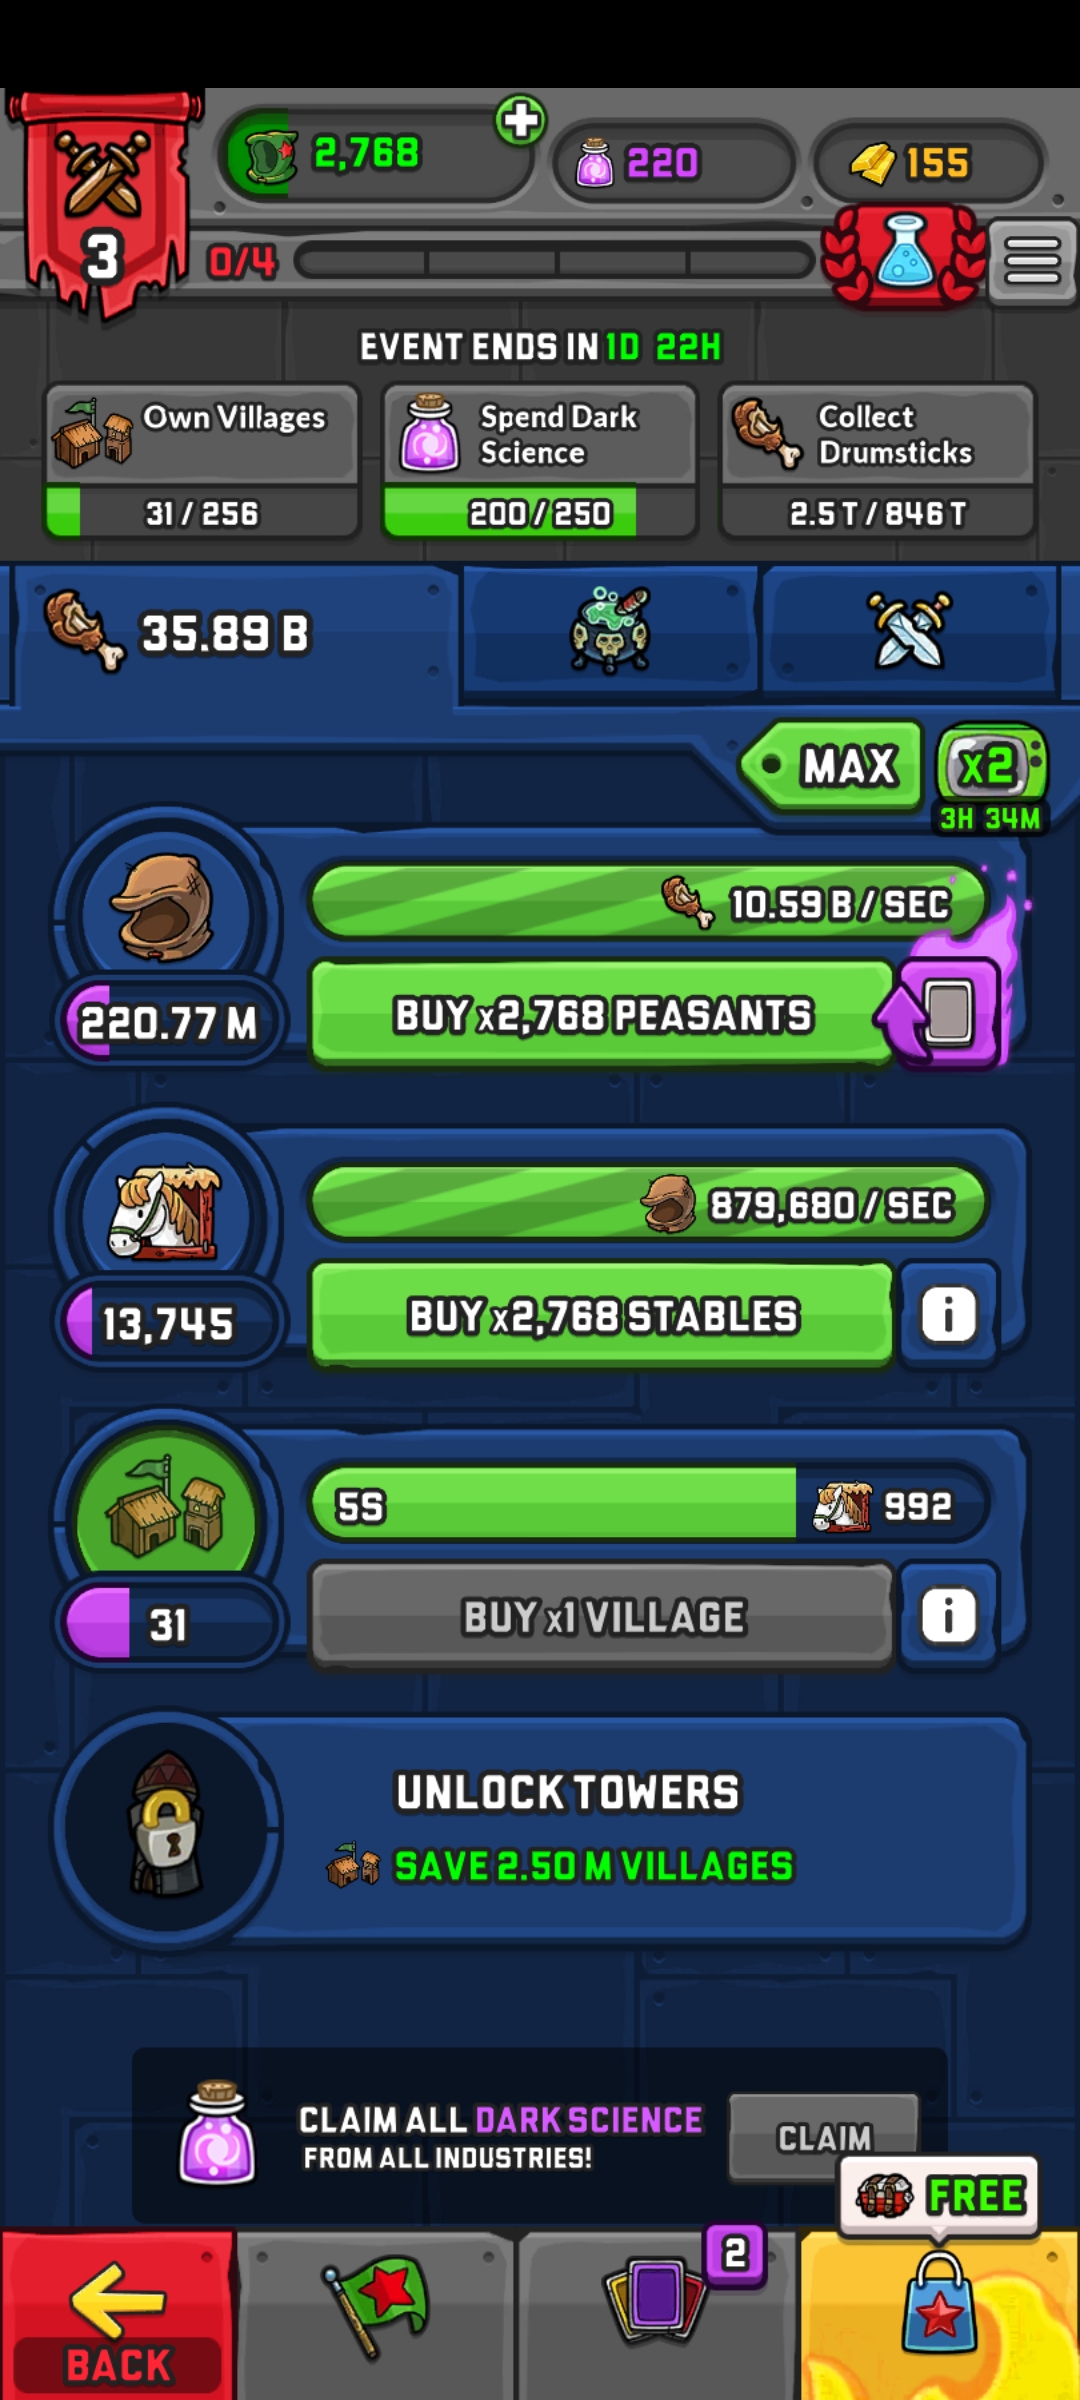 2,768
220
155
3
0/4
EVENT ENDS IN 1D 22H
Own Villages
31 / 256
Spend Dark
Science
200 / 250
Collect
Drumsticks
2.5 T / 846 T
35.89 B
MAX
x2
3H 34M
10.59 B / SEC
220.77 M
BUY x2,768 PEASANTS
879,680 / SEC
13,745
BUY x2,768 STABLES
i
5S
992
31
BUY x1 VILLAGE
i
UNLOCK TOWERS
SAVE 2.50 M VILLAGES
CLAIM ALL DARK SCIENCE
FROM ALL INDUSTRIES!
CLAIM
FREE
2
BACK